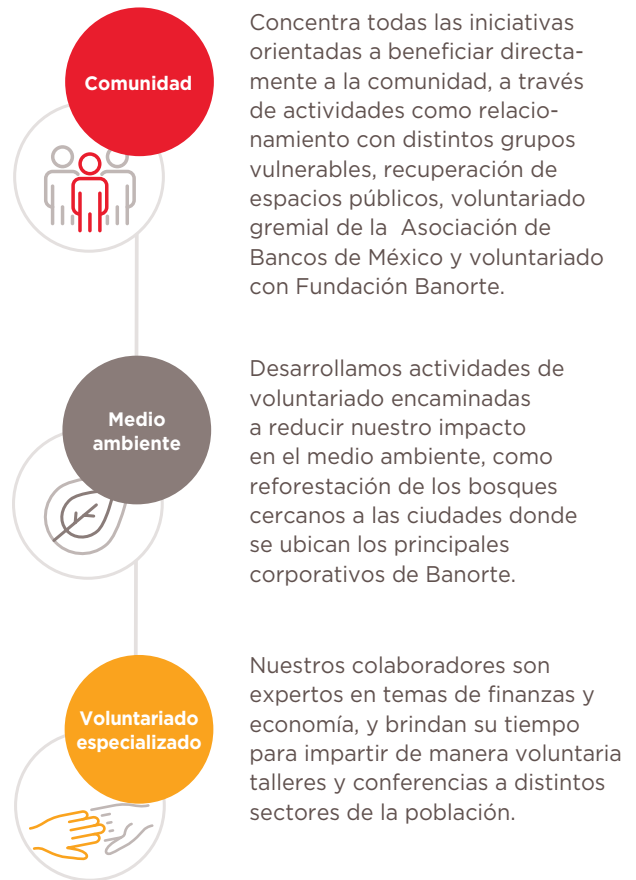 Comunidad
Concentra todas las iniciativas
orientadas a beneficiar directa-
mente a la comunidad, a través
de actividades como relacio-
namiento con distintos grupos
vulnerables, recuperación de
espacios públicos, voluntariado
gremial de la  Asociación de
Bancos de México y voluntariado
con Fundación Banorte.
Medio
ambiente
Desarrollamos actividades de
voluntariado encaminadas
a reducir nuestro impacto
en el medio ambiente, como
reforestación de los bosques
cercanos a las ciudades donde
se ubican los principales
corporativos de Banorte.
Voluntariado
especializado
Nuestros colaboradores son
expertos en temas de finanzas y
economía, y brindan su tiempo
para impartir de manera voluntaria
talleres y conferencias a distintos
sectores de la población.